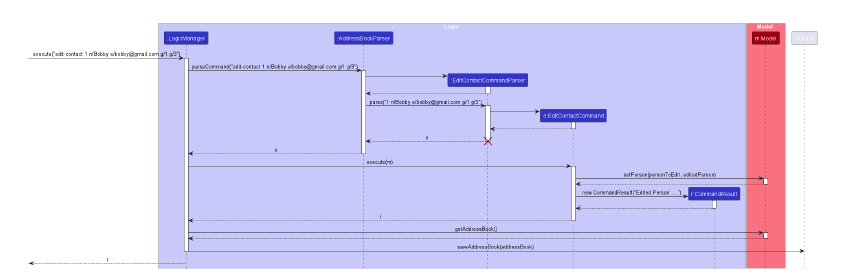 Logic
Model
:LogicManager
:AddressBookParser
m:Model
execute("edit-contact 1 n/Bobby e/bobby@gmail.com g/1 g/3")
parseCommand("edit-contact 1 n/Bobby e/bobby@gmail.com g/1 g/3")
:EditContactCommandParser
parse("1 n/Bobby e/bobby@gmail.com g/1 g/3")
e:EditContactCommand
e
e
execute(m)
setPerson(personToEdit, editedPerson)
new CommandResult("Edited Person: ...")
r:CommandResult
r
getAddressBook()
saveAddressBook(addressBook)
r